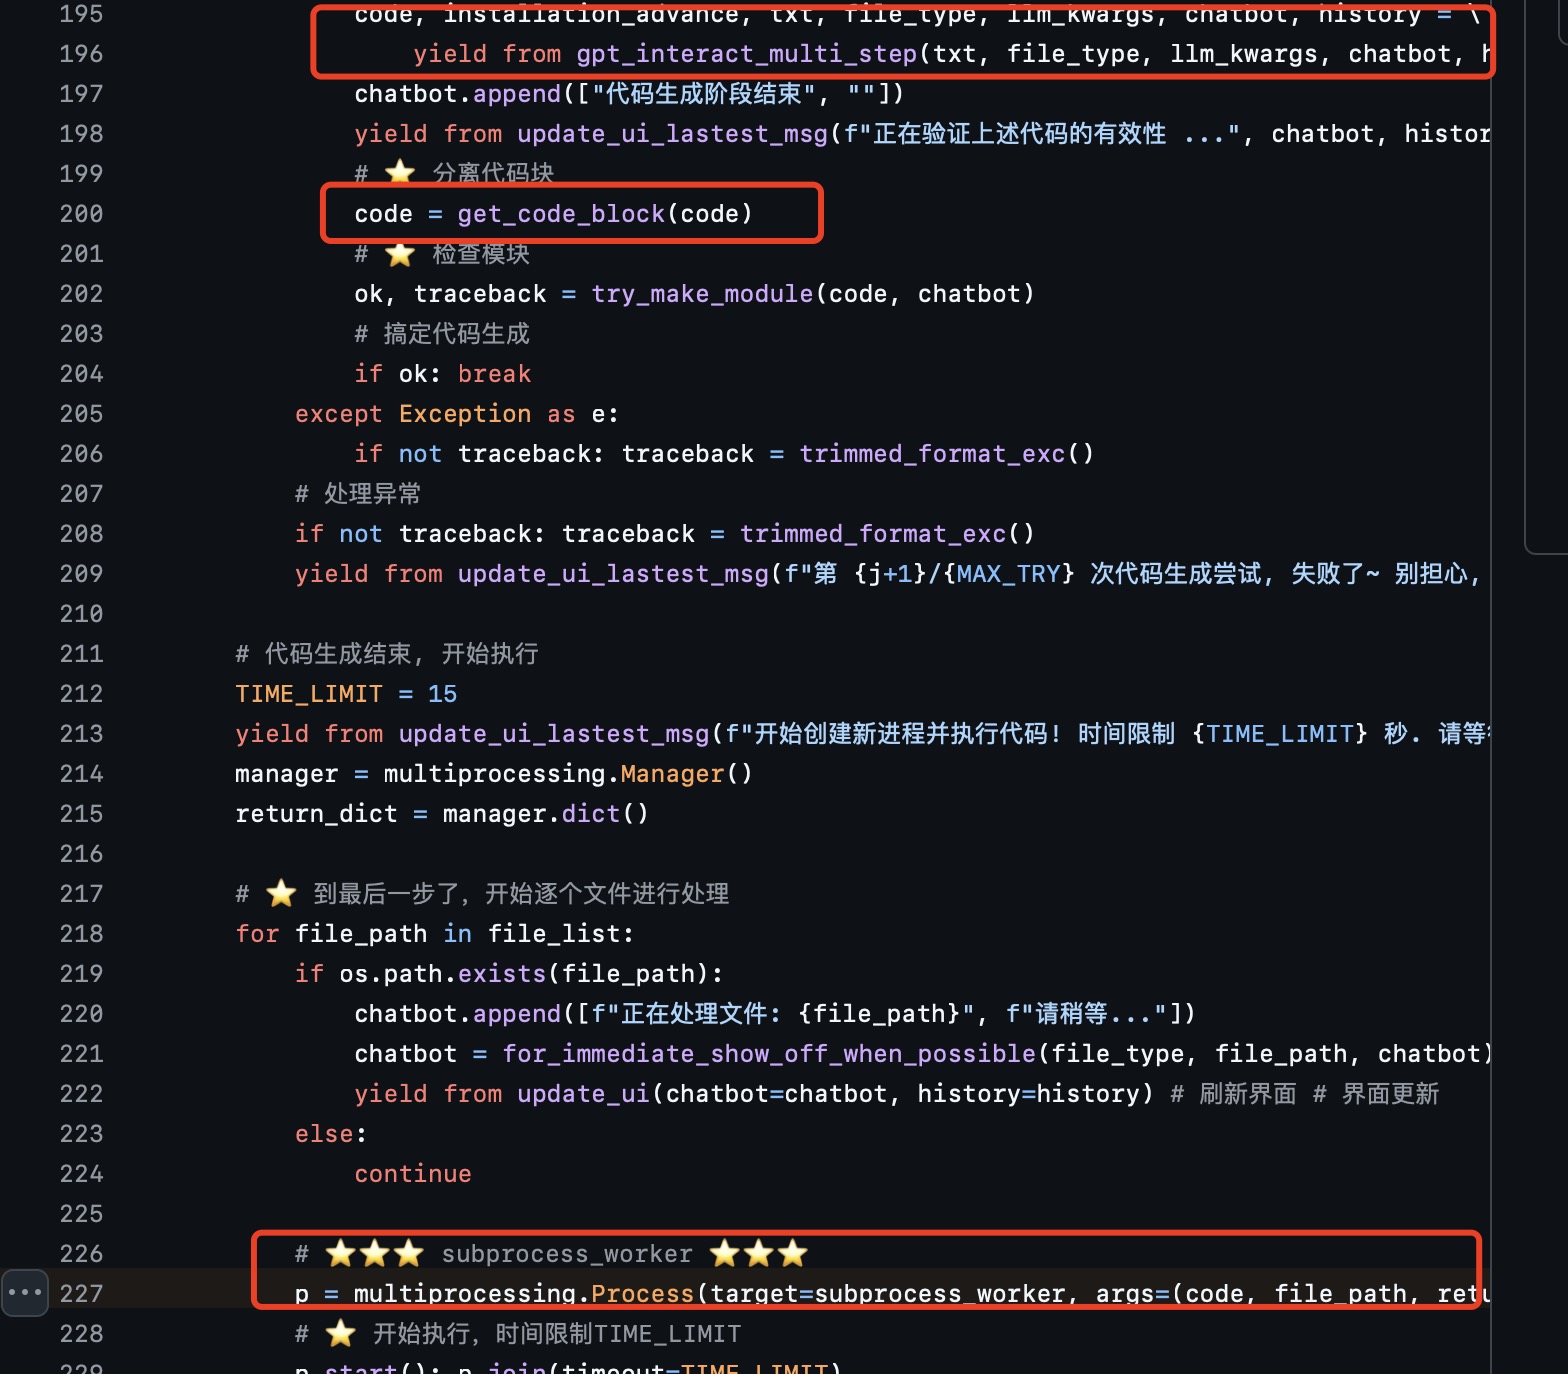 195 code, installation_advance, txt, file_type, llm_kwargs, chatbot, history = \
196 yield from gpt_interact_multi_step(txt, file_type, llm_kwargs, chatbot, h
197 chatbot.append(["代码生成阶段结束", ""])
198 yield from update_ui_lastest_msg(f"正在验证上述代码的有效性 ...", chatbot, histor
199 # ⭐ 分离代码块
200 code = get_code_block(code)
201 # ⭐ 检查模块
202 ok, traceback = try_make_module(code, chatbot)
203 # 搞定代码生成
204 if ok: break
205 except Exception as e:
206 if not traceback: traceback = trimmed_format_exc()
207 # 处理异常
208 if not traceback: traceback = trimmed_format_exc()
209 yield from update_ui_lastest_msg(f"第 {j+1}/{MAX_TRY} 次代码生成尝试, 失败了~ 别担心,
210
211 # 代码生成结束, 开始执行
212 TIME_LIMIT = 15
213 yield from update_ui_lastest_msg(f"开始创建新进程并执行代码! 时间限制 {TIME_LIMIT} 秒. 请等
214 manager = multiprocessing.Manager()
215 return_dict = manager.dict()
216
217 # ⭐ 到最后一步了，开始逐个文件进行处理
218 for file_path in file_list:
219 if os.path.exists(file_path):
220 chatbot.append([f"正在处理文件: {file_path}", f"请稍等..."])
221 chatbot = for_immediate_show_off_when_possible(file_type, file_path, chatbot)
222 yield from update_ui(chatbot=chatbot, history=history) # 刷新界面 # 界面更新
223 else:
224 continue
225
226 # ⭐⭐⭐ subprocess_worker ⭐⭐⭐
227 p = multiprocessing.Process(target=subprocess_worker, args=(code, file_path, retu
228 # ⭐ 开始执行，时间限制TIME_LIMIT
229 p.start(); p.join(timeout=TIME_LIMIT)